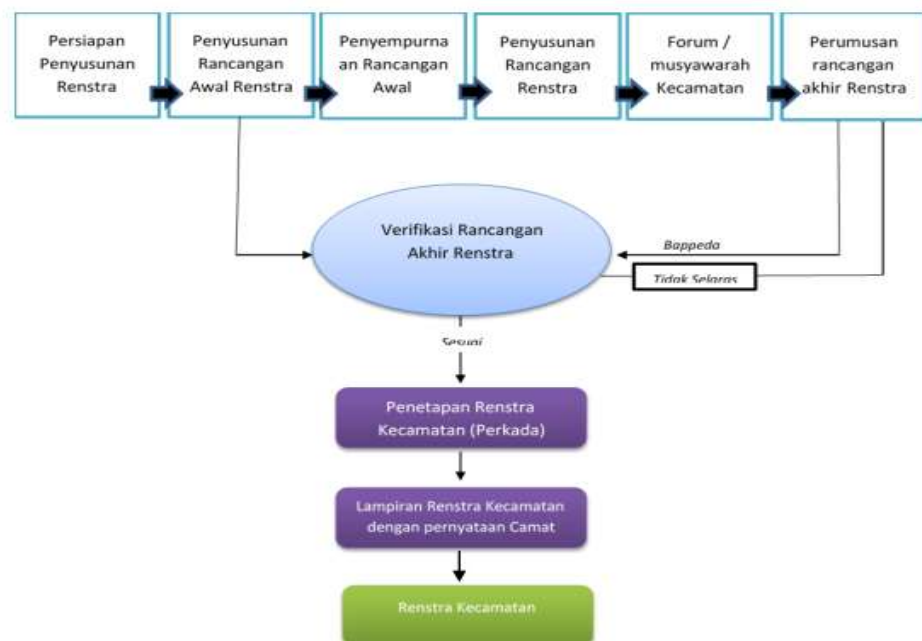 Persiapan
Penyusunan
Renstra
Penyusunan
Rancangan
Awal Renstra
Penyempurna
an Rancangan
Awal
Penyusunan
Rancangan
Renstra
Forum /
musyawarah
Kecamatan
Perumusan
rancangan
akhir Renstra
Verifikasi Rancangan
Akhir Renstra
Bappeda
Tidak Selaras
Sesuai
Penetapan Renstra
Kecamatan (Perkada)
Lampiran Renstra Kecamatan
dengan pernyataan Camat
Renstra Kecamatan